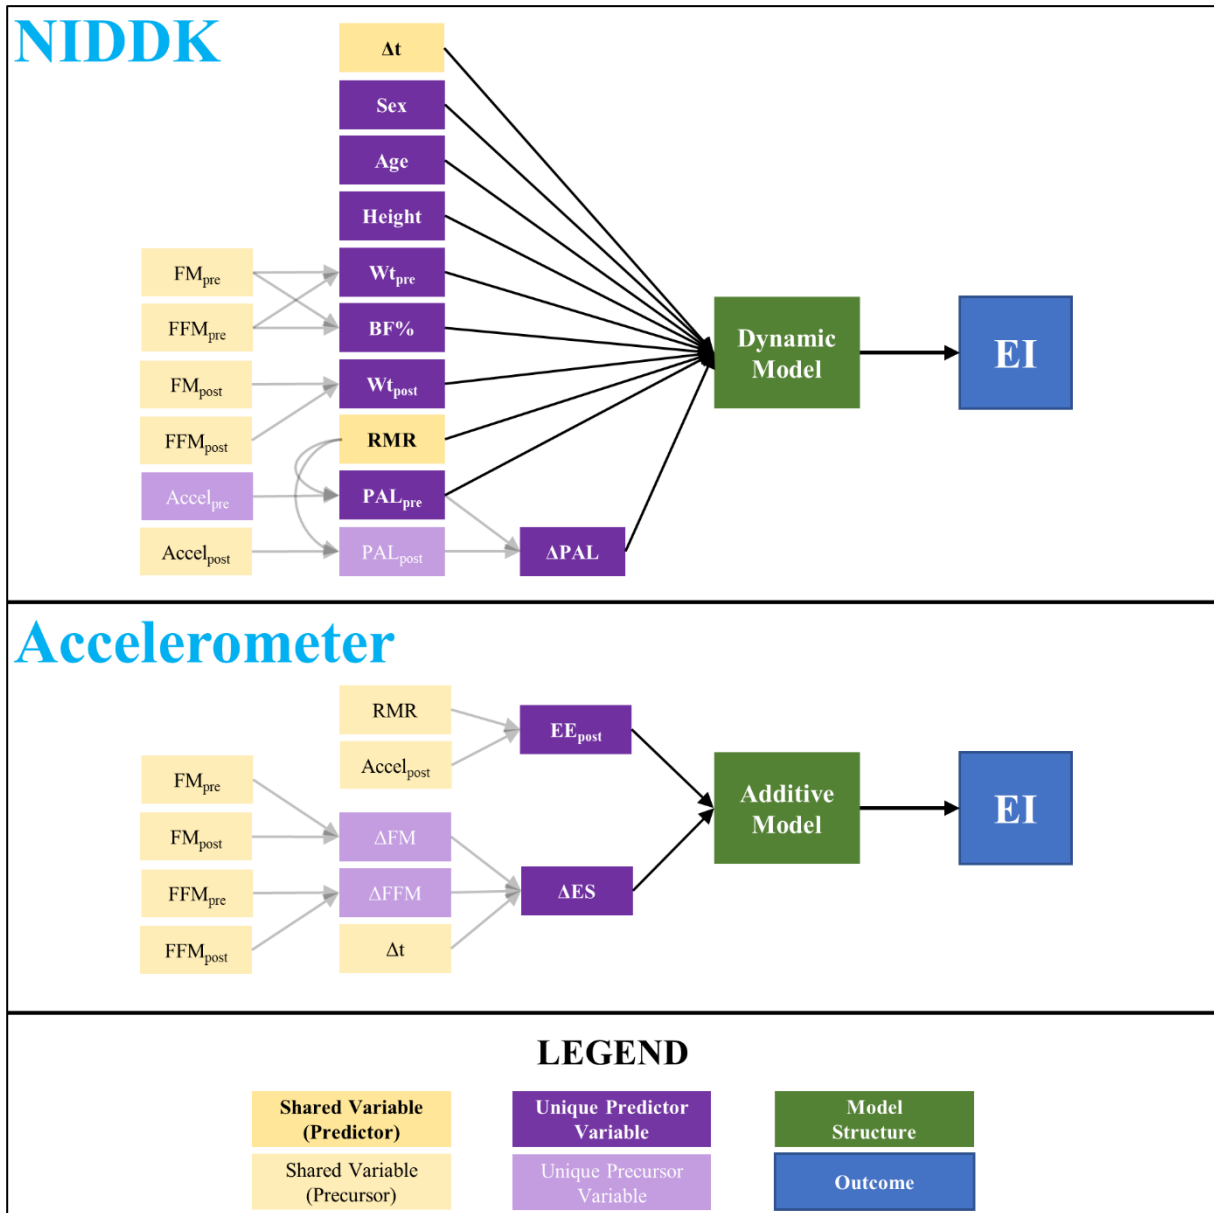 NIDDK
Δt
Sex
Age
Height
FMpre
Wtpre
FFMpre
BF%
Dynamic
Model
EI
FMpost
Wtpost
FFMpost
RMR
Accelpre
PALpre
Accelpost
PALpost
ΔPAL
Accelerometer
RMR
EEpost
Accelpost
FMpre
Additive
Model
EI
FMpost
ΔFM
FFMpre
ΔFFM
ΔES
FFMpost
Δt
LEGEND
Shared Variable
(Predictor)
Unique Predictor
Variable
Model
Structure
Shared Variable
(Precursor)
Unique Precursor
Variable
Outcome